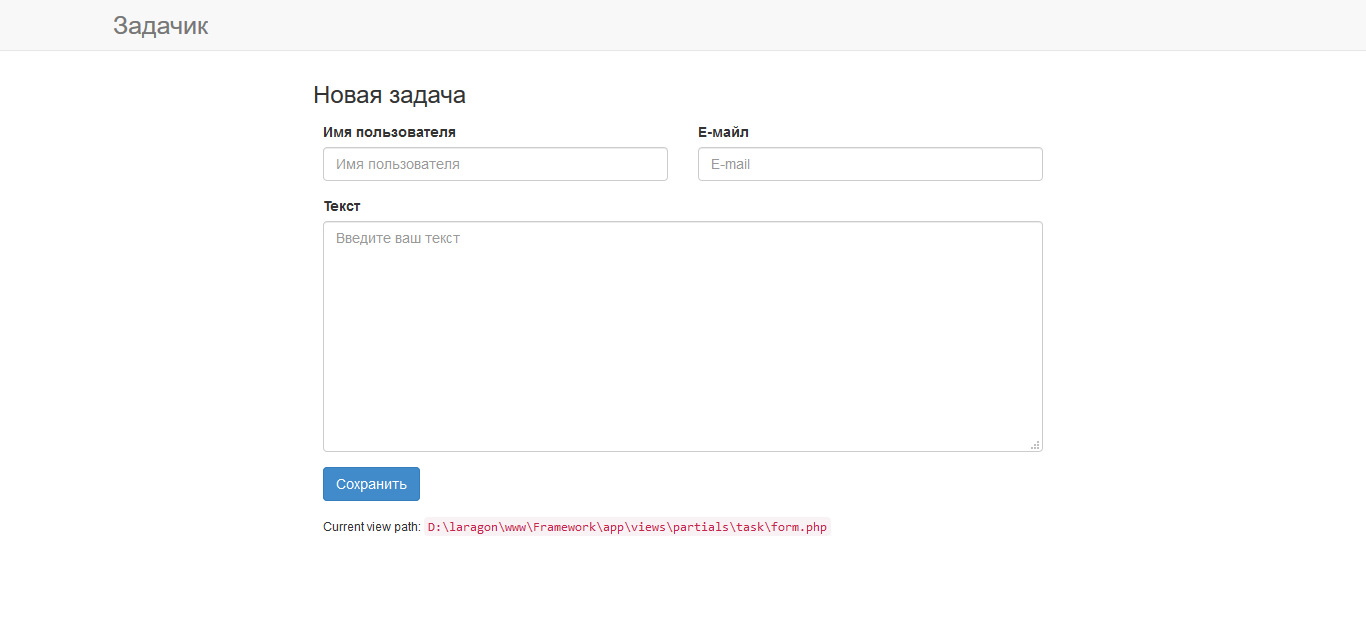 Задачик
Новая задача
Имя пользователя
Е-майл
Имя пользователя
E-mail
Текст
Введите ваш текст
Сохранить
Current view path: D:\laragon\www\Framework\app\views\partials\task\form.php